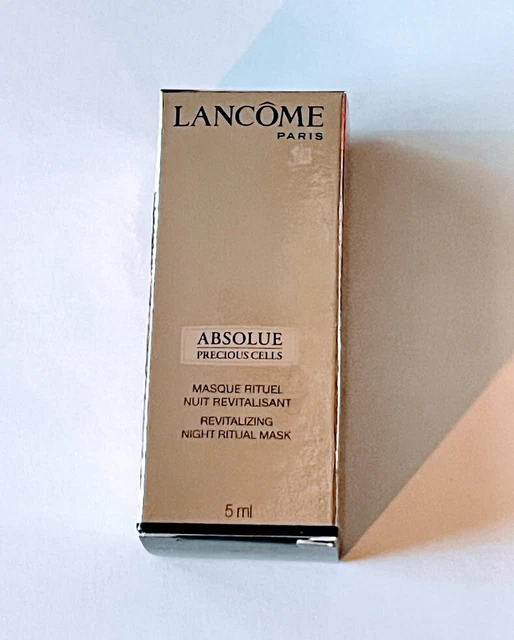 LANCÔME
PARIS
ABSOLUE
PRECIOUS CELLS
MASQUE RITUEL
NUIT REVITALISANT
REVITALIZING
NIGHT RITUAL MASK
5 ml